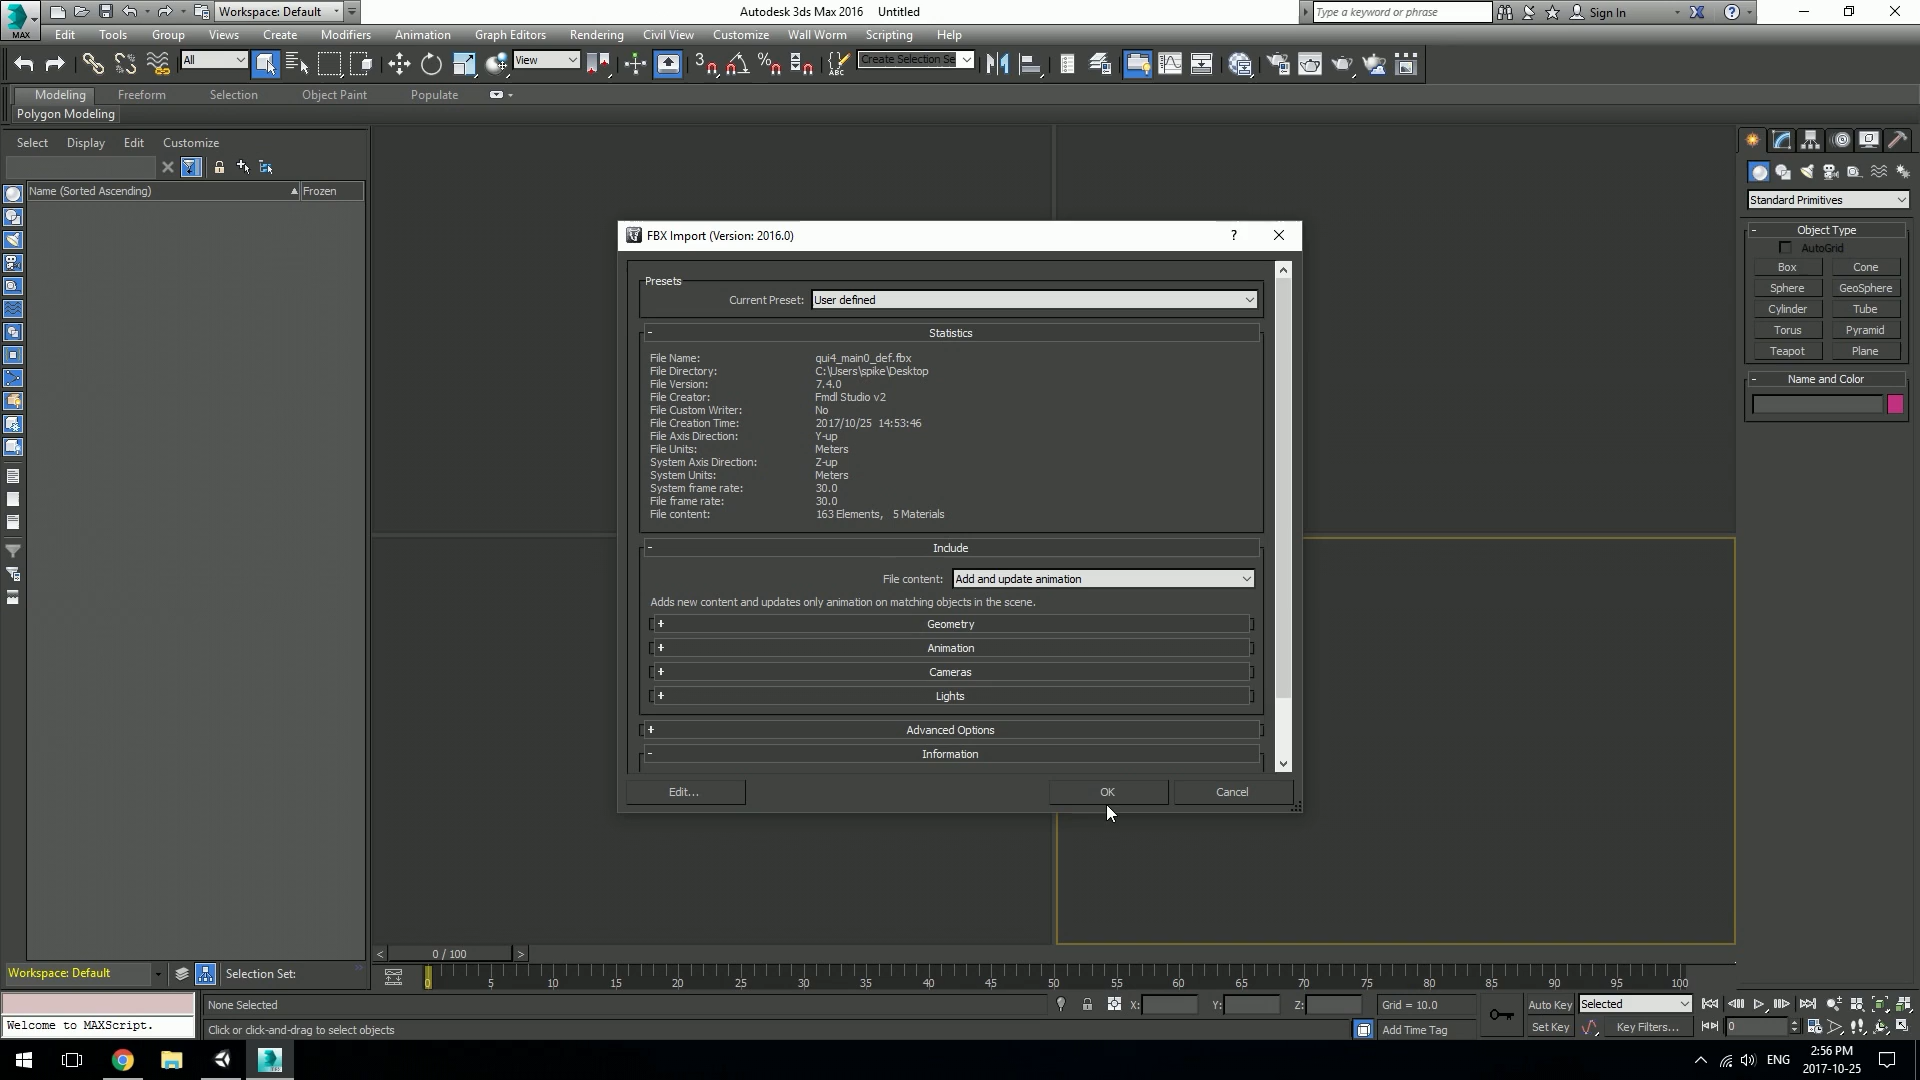 Workspace: Default
Autodesk 3ds Max 2016 Untitled
Type a keyword or phrase
Sign In
MAX
Edit Tools Group Views Create Modifiers Animation Graph Editors Rendering Civil View Customize Wall Worm Scripting Help
All
View
3
ABC
Create Selection Se
Modeling Freeform Selection Object Paint Populate
Polygon Modeling
Select Display Edit Customize
Name (Sorted Ascending) Frozen
Standard Primitives
- Object Type
AutoGrid
Box Cone
Sphere GeoSphere
Cylinder Tube
Torus Pyramid
Teapot Plane
- Name and Color
FBX Import (Version: 2016.0)
?
Presets
Current Preset: User defined
- Statistics
File Name: qui4_main0_def.fbx
File Directory: C:\Users\spike\Desktop
File Version: 7.4.0
File Creator: Fmdl Studio v2
File Custom Writer: No
File Creation Time: 2017/10/25 14:53:46
File Axis Direction: Y-up
File Units: Meters
System Axis Direction: Z-up
System Units: Meters
System frame rate: 30.0
File frame rate: 30.0
File content: 163 Elements, 5 Materials
- Include
File content: Add and update animation
Adds new content and updates only animation on matching objects in the scene.
+ Geometry
+ Animation
+ Cameras
+ Lights
+ Advanced Options
- Information
Edit... OK Cancel
< 0 / 100 >
Workspace: Default
Selection Set:
0 5 10 15 20 25 30 35 40 45 50 55 60 65 70 75 80 85 90 95 100
None Selected
X: Y: Z: Grid = 10.0
Auto Key Selected
Welcome to MAXScript.
Click or click-and-drag to select objects
Add Time Tag
Set Key Key Filters... 0
ENG
2:56 PM
2017-10-25